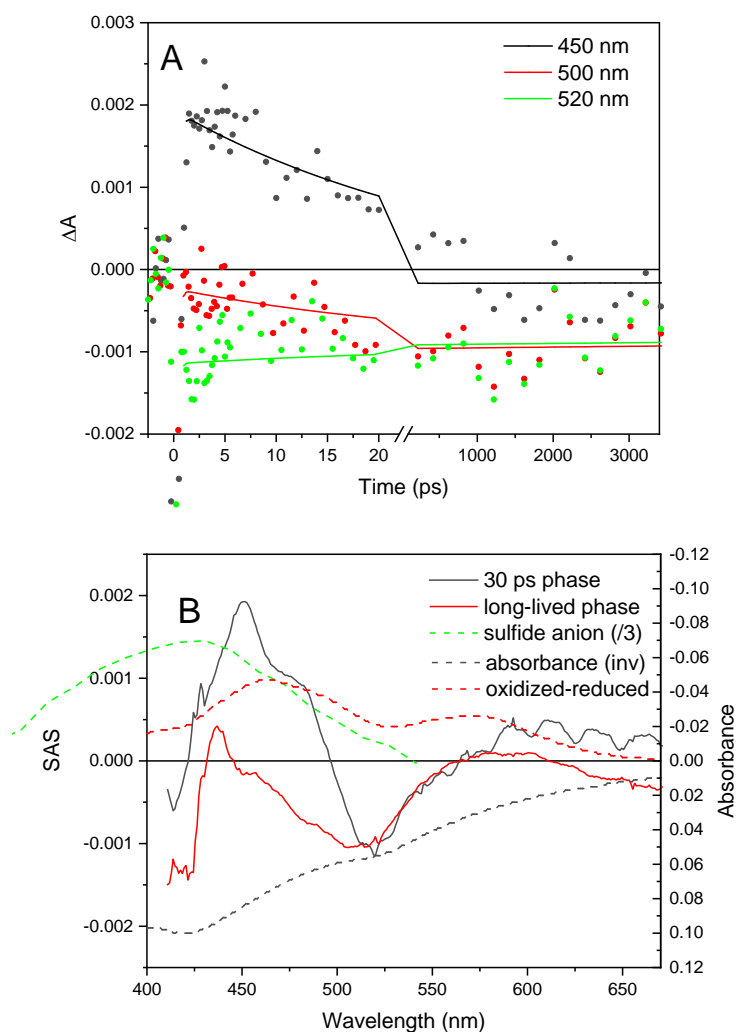 0.003
A
450 nm
500 nm
520 nm
0.002
0.001
ΔA
0.000
-0.001
-0.002
0 5 10 15 20 1000 2000 3000
Time (ps)
-0.12
B
30 ps phase
long-lived phase
sulfide anion (/3)
absorbance (inv)
oxidized-reduced
0.002
-0.10
-0.08
-0.06
0.001
-0.04
-0.02
SAS
0.000
0.00
Absorbance
0.02
-0.001
0.04
0.06
0.08
-0.002
0.10
0.12
400 450 500 550 600 650
Wavelength (nm)